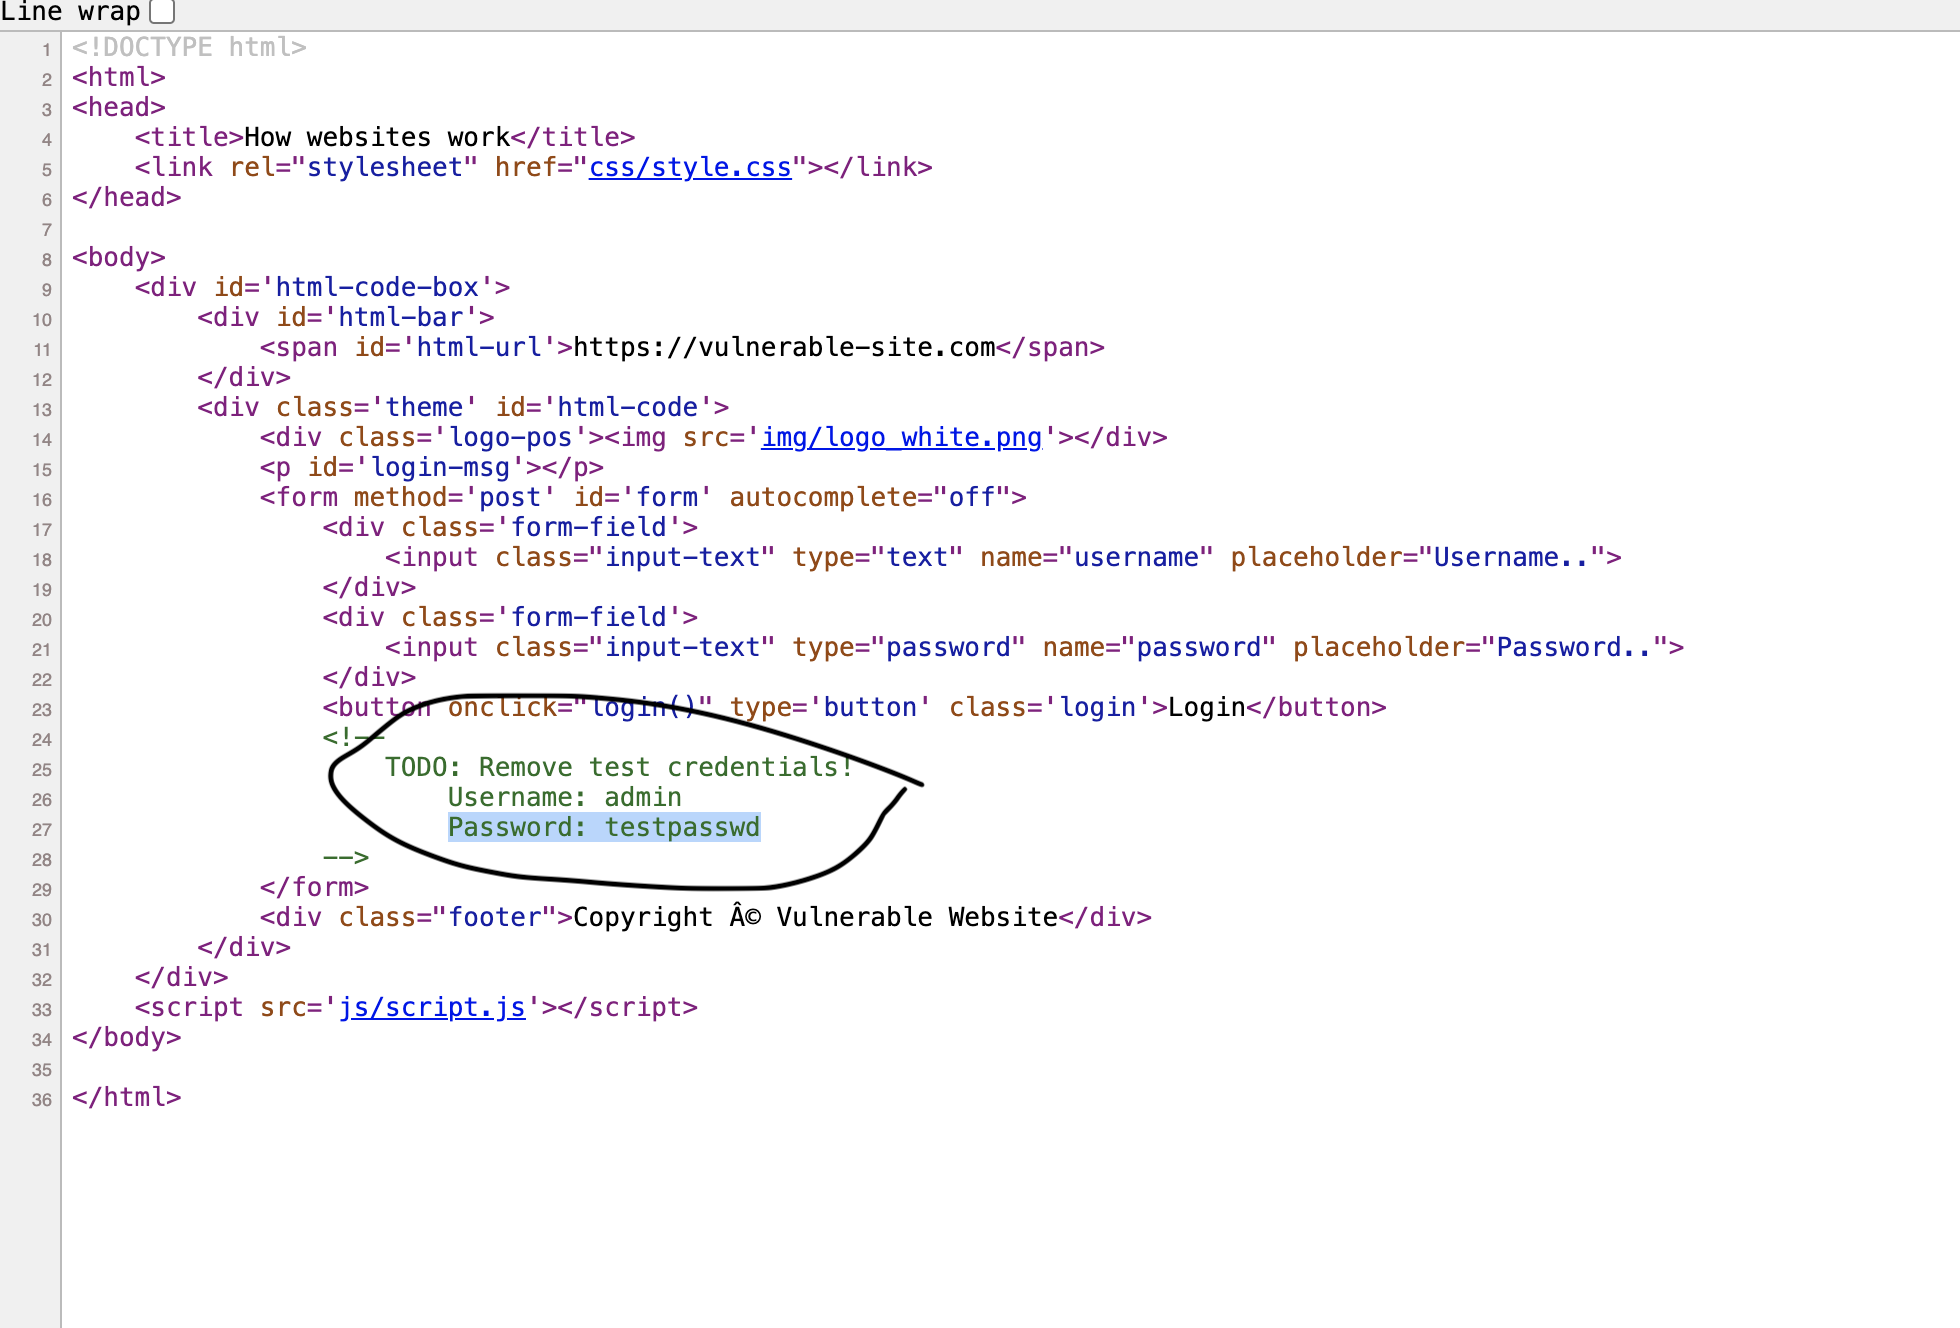 Line wrap
1 <!DOCTYPE html>
2 <html>
3 <head>
4     <title>How websites work</title>
5     <link rel="stylesheet" href="css/style.css"></link>
6 </head>
7
8 <body>
9     <div id='html-code-box'>
10         <div id='html-bar'>
11             <span id='html-url'>https://vulnerable-site.com</span>
12         </div>
13         <div class='theme' id='html-code'>
14             <div class='logo-pos'><img src='img/logo_white.png'></div>
15             <p id='login-msg'></p>
16             <form method='post' id='form' autocomplete="off">
17                 <div class='form-field'>
18                     <input class="input-text" type="text" name="username" placeholder="Username..">
19                 </div>
20                 <div class='form-field'>
21                     <input class="input-text" type="password" name="password" placeholder="Password..">
22                 </div>
23                 <button onclick="login()" type='button' class='login'>Login</button>
24                 <!--
25                     TODO: Remove test credentials!
26                         Username: admin
27                         Password: testpasswd
28                 -->
29             </form>
30             <div class="footer">Copyright Â© Vulnerable Website</div>
31         </div>
32     </div>
33     <script src='js/script.js'></script>
34 </body>
35
36 </html>